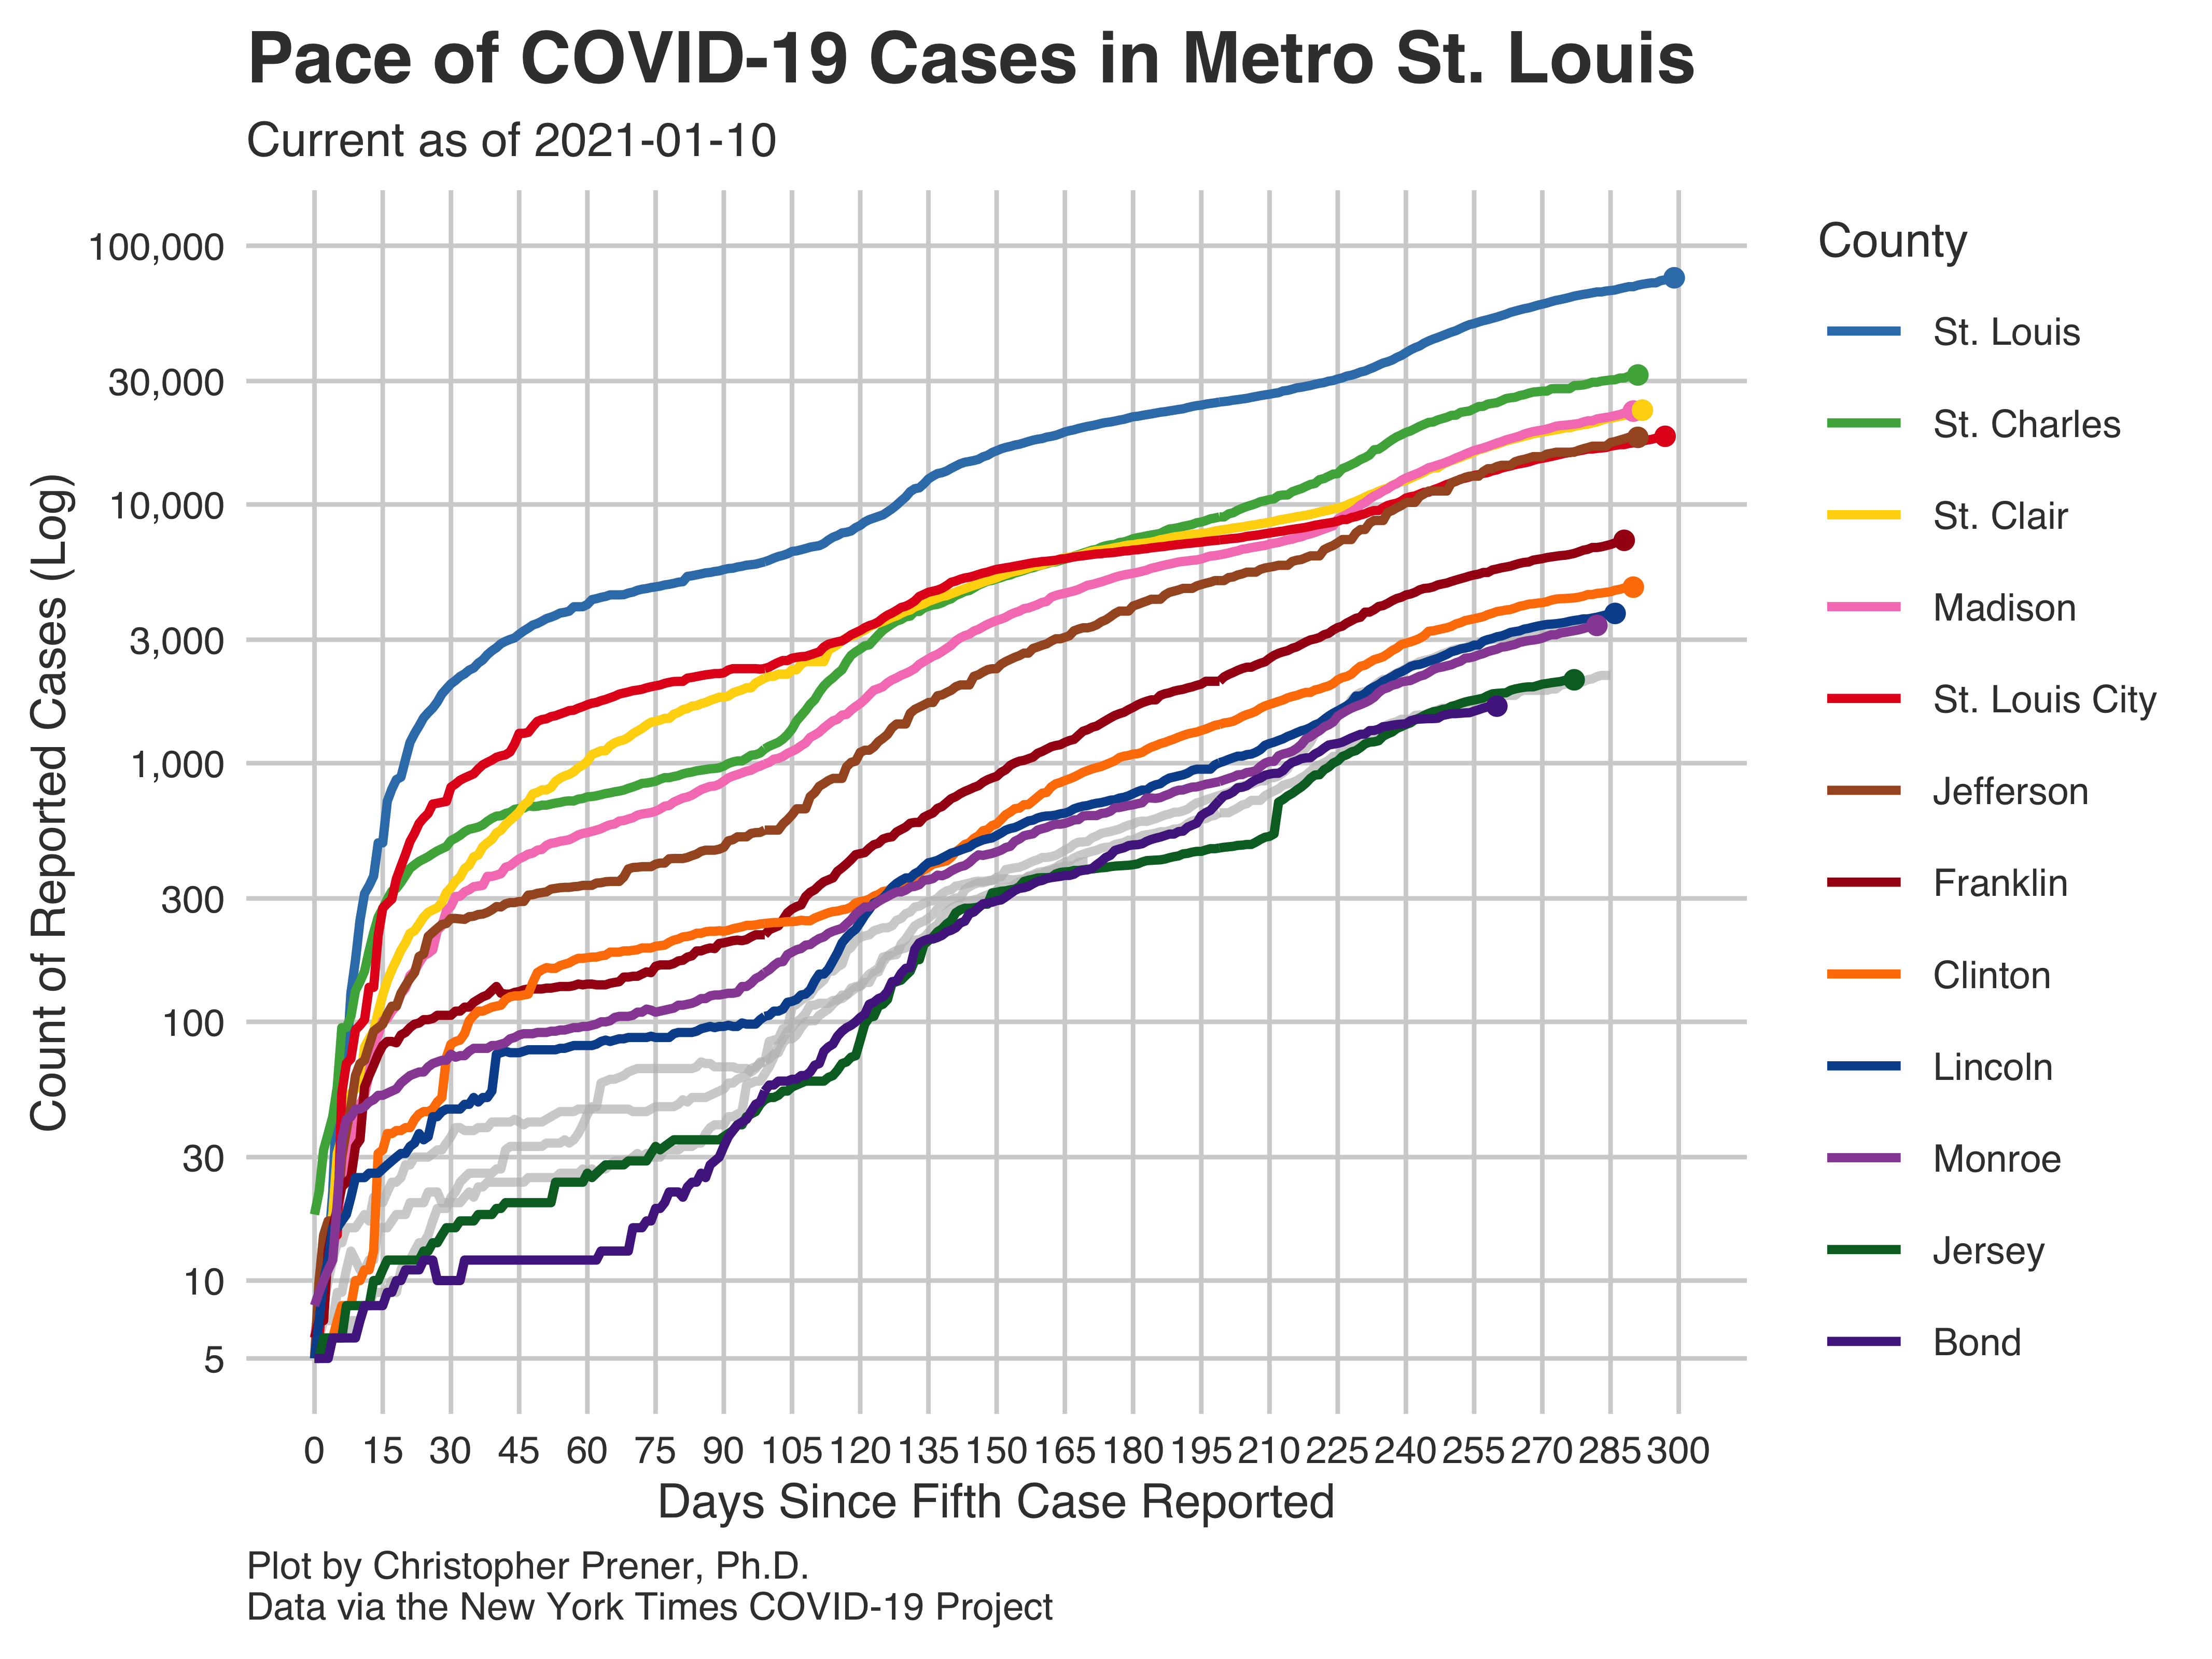 Pace of COVID-19 Cases in Metro St. Louis
Current as of 2021-01-10
Count of Reported Cases (Log)
100,000
30,000
10,000
3,000
1,000
300
100
30
10
5
0 15 30 45 60 75 90 105 120 135 150 165 180 195 210 225 240 255 270 285 300
Days Since Fifth Case Reported
County
St. Louis
St. Charles
St. Clair
Madison
St. Louis City
Jefferson
Franklin
Clinton
Lincoln
Monroe
Jersey
Bond
Plot by Christopher Prener, Ph.D.
Data via the New York Times COVID-19 Project